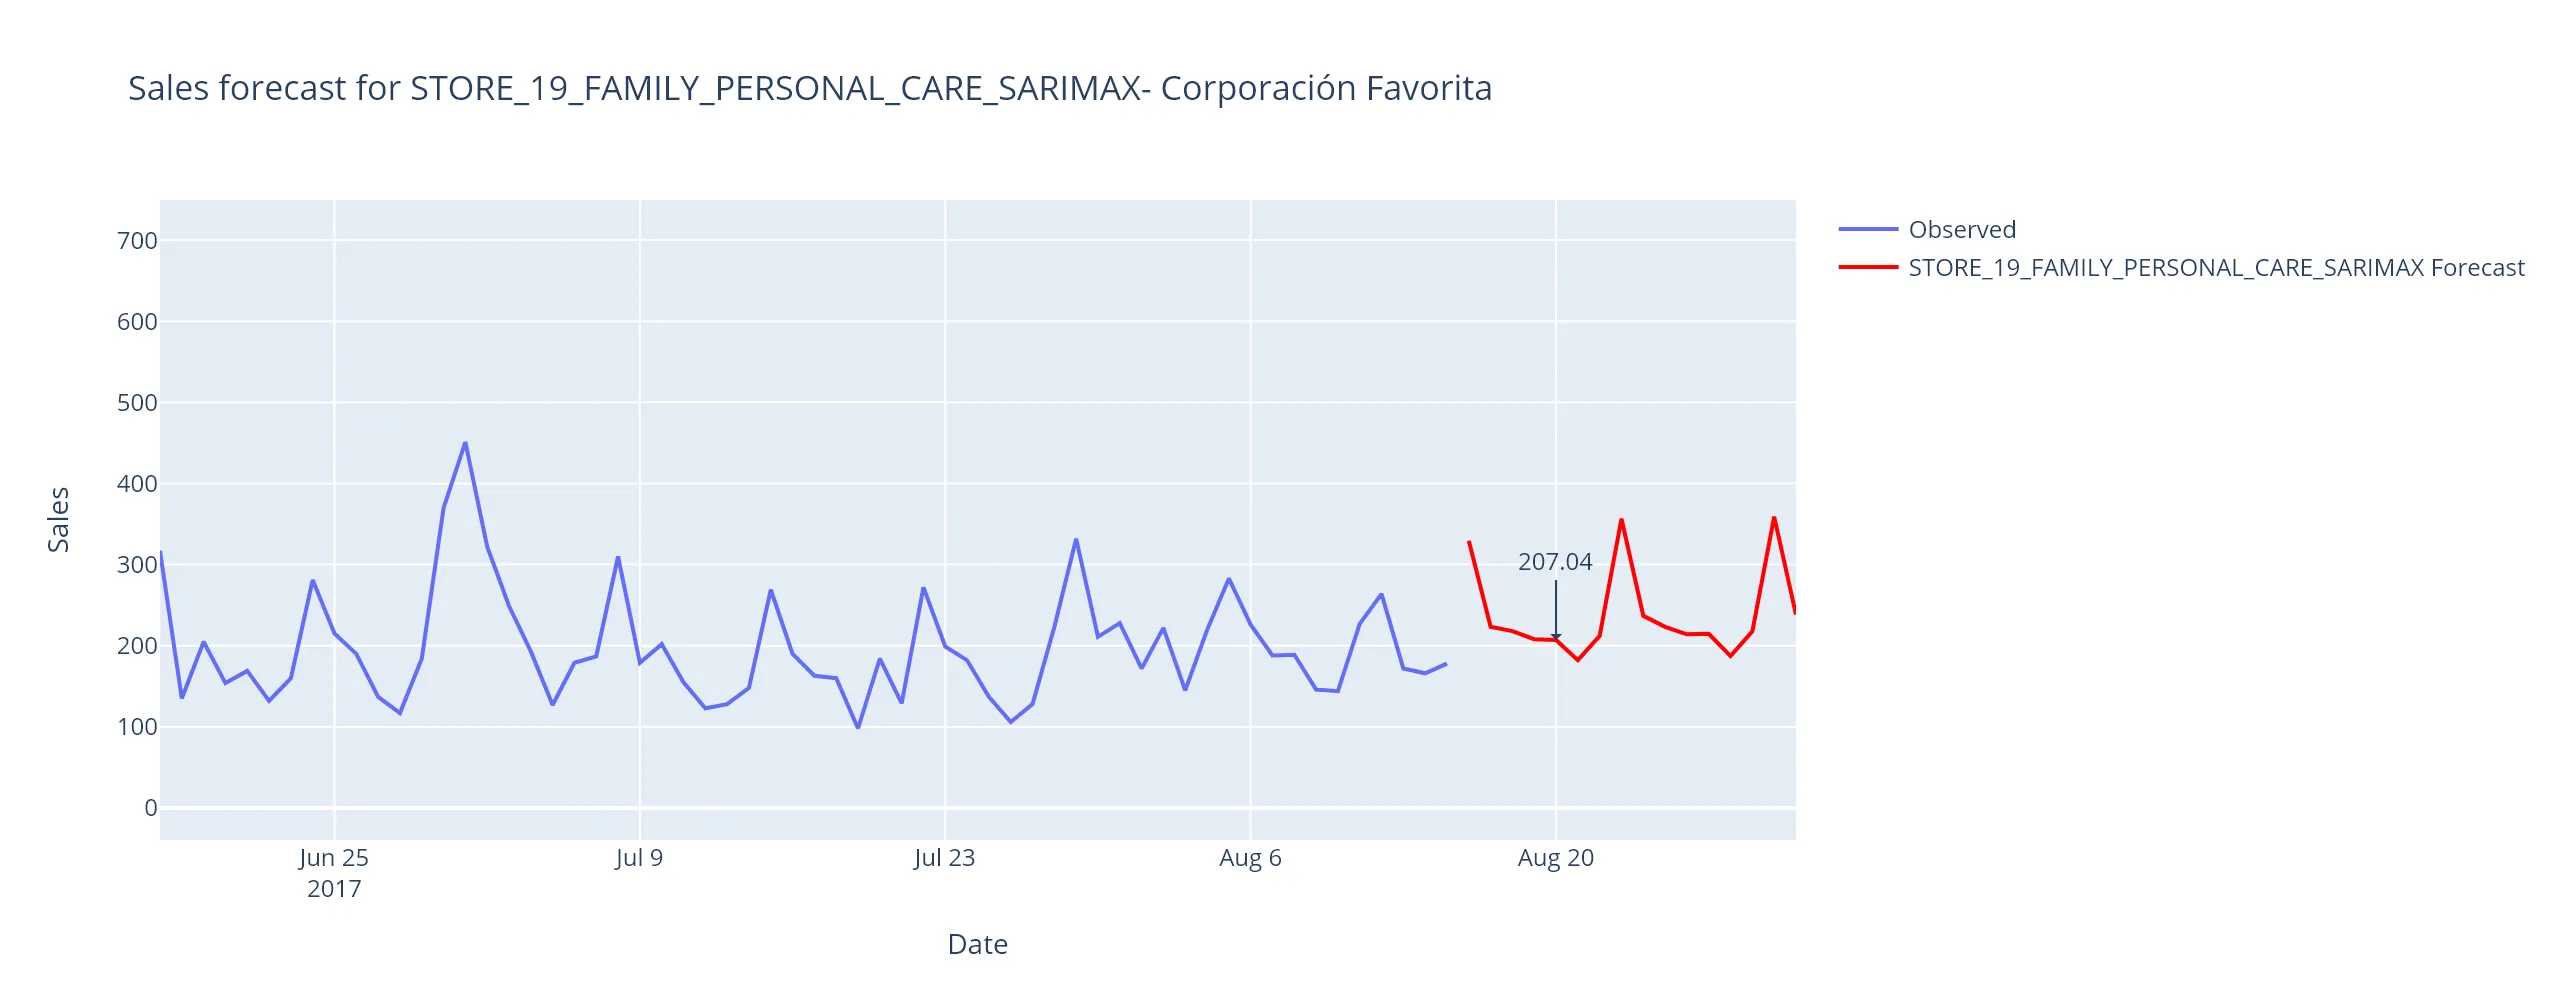 Sales forecast for STORE_19_FAMILY_PERSONAL_CARE_SARIMAX- Corporación Favorita
Observed
STORE_19_FAMILY_PERSONAL_CARE_SARIMAX Forecast
700
600
500
400
300
200
100
0
Sales
207.04
Jun 25
2017
Jul 9
Jul 23
Aug 6
Aug 20
Date